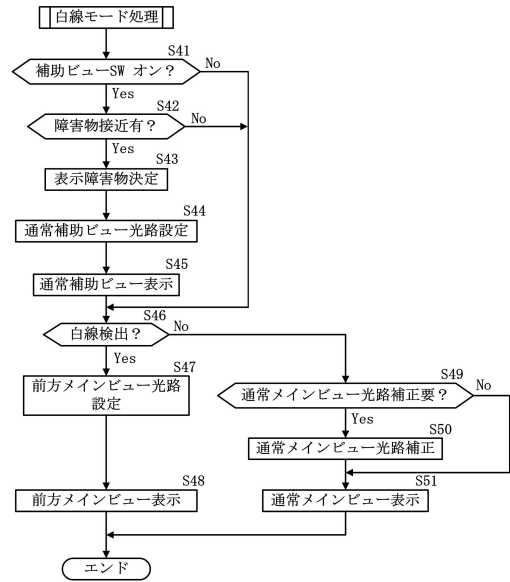 白線モード処理
S41
補助ビューSW オン?
No
Yes
S42
障害物接近有?
No
Yes
S43
表示障害物決定
S44
通常補助ビュー光路設定
S45
通常補助ビュー表示
S46
白線検出?
No
Yes
S47
前方メインビュー光路
設定
S49
通常メインビュー光路補正要?
No
Yes
S50
通常メインビュー光路補正
S48
前方メインビュー表示
S51
通常メインビュー表示
エンド